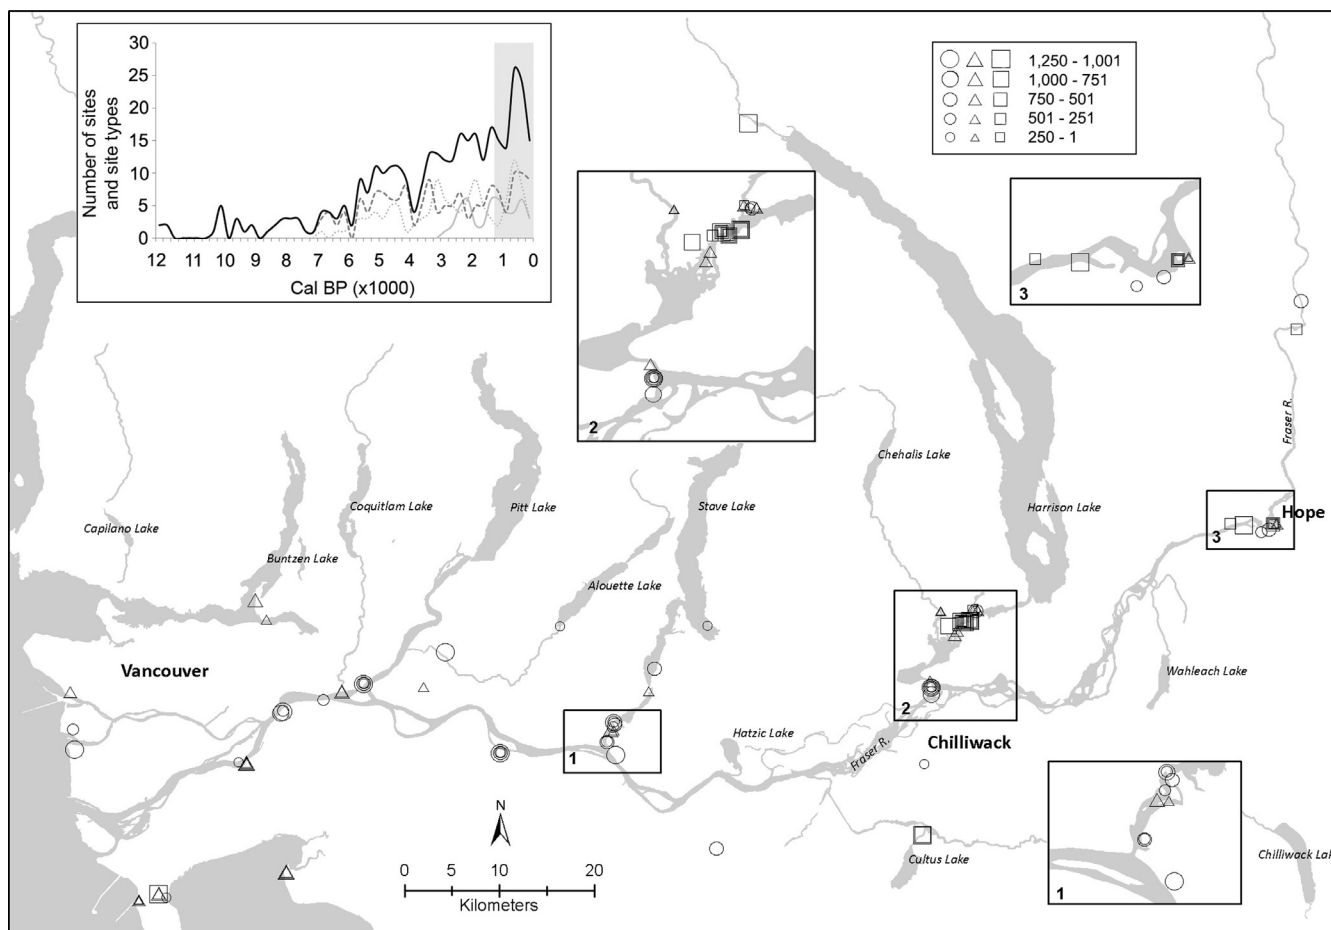 30
25
20
15
10
5
0
Number of sites
and site types
12 11 10 9 8 7 6 5 4 3 2 1 0
Cal BP (x1000)
1,250 - 1,001
1,000 - 751
750 - 501
501 - 251
250 - 1
3
2
Fraser R.
Chehalis Lake
Capilano Lake
Coquitlam Lake
Pitt Lake
Stave Lake
Harrison Lake
Hope
3
Buntzen Lake
Alouette Lake
Vancouver
Wahleach Lake
2
Chilliwack
1
Hatzic Lake
Fraser R.
N
0 5 10 20
Kilometers
Cultus Lake
Chilliwack Lak
1